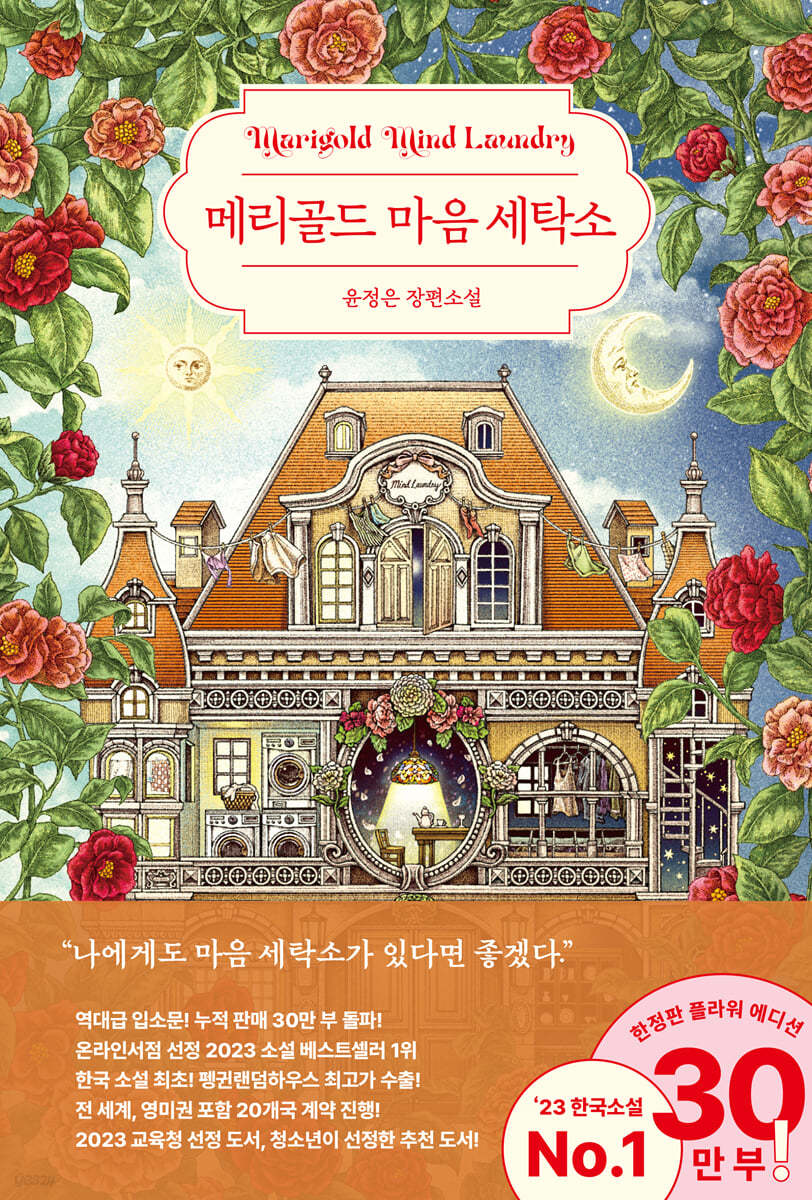 Marigold Mind Laundry
메리골드 마음 세탁소
윤정은 장편소설
Mind Laundry
“나에게도 마음 세탁소가 있다면 좋겠다.”
역대급 입소문! 누적 판매 30만 부 돌파!
온라인서점 선정 2023 소설 베스트셀러 1위
한국 소설 최초! 펭귄랜덤하우스 최고가 수출!
전 세계, 영미권 포함 20개국 계약 진행!
2023 교육청 선정 도서, 청소년이 선정한 추천 도서!
한정판 플라워 에디션
30
만 부!
‘23 한국소설
No.1